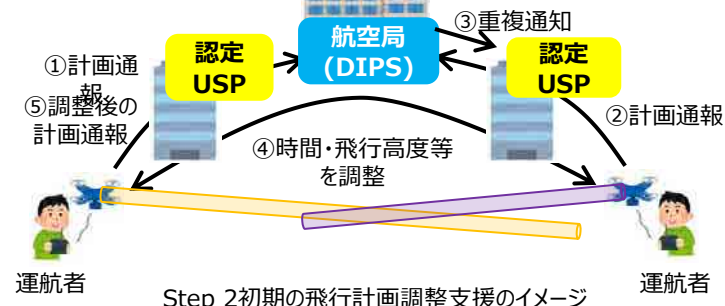 ③重複通知
航空局
(DIPS)
認定
USP
認定
USP
①計画通
報
⑤調整後の
計画通報
②計画通報
④時間・飛行高度等
を調整
運航者
運航者
Step 2初期の飛行計画調整支援のイメージ